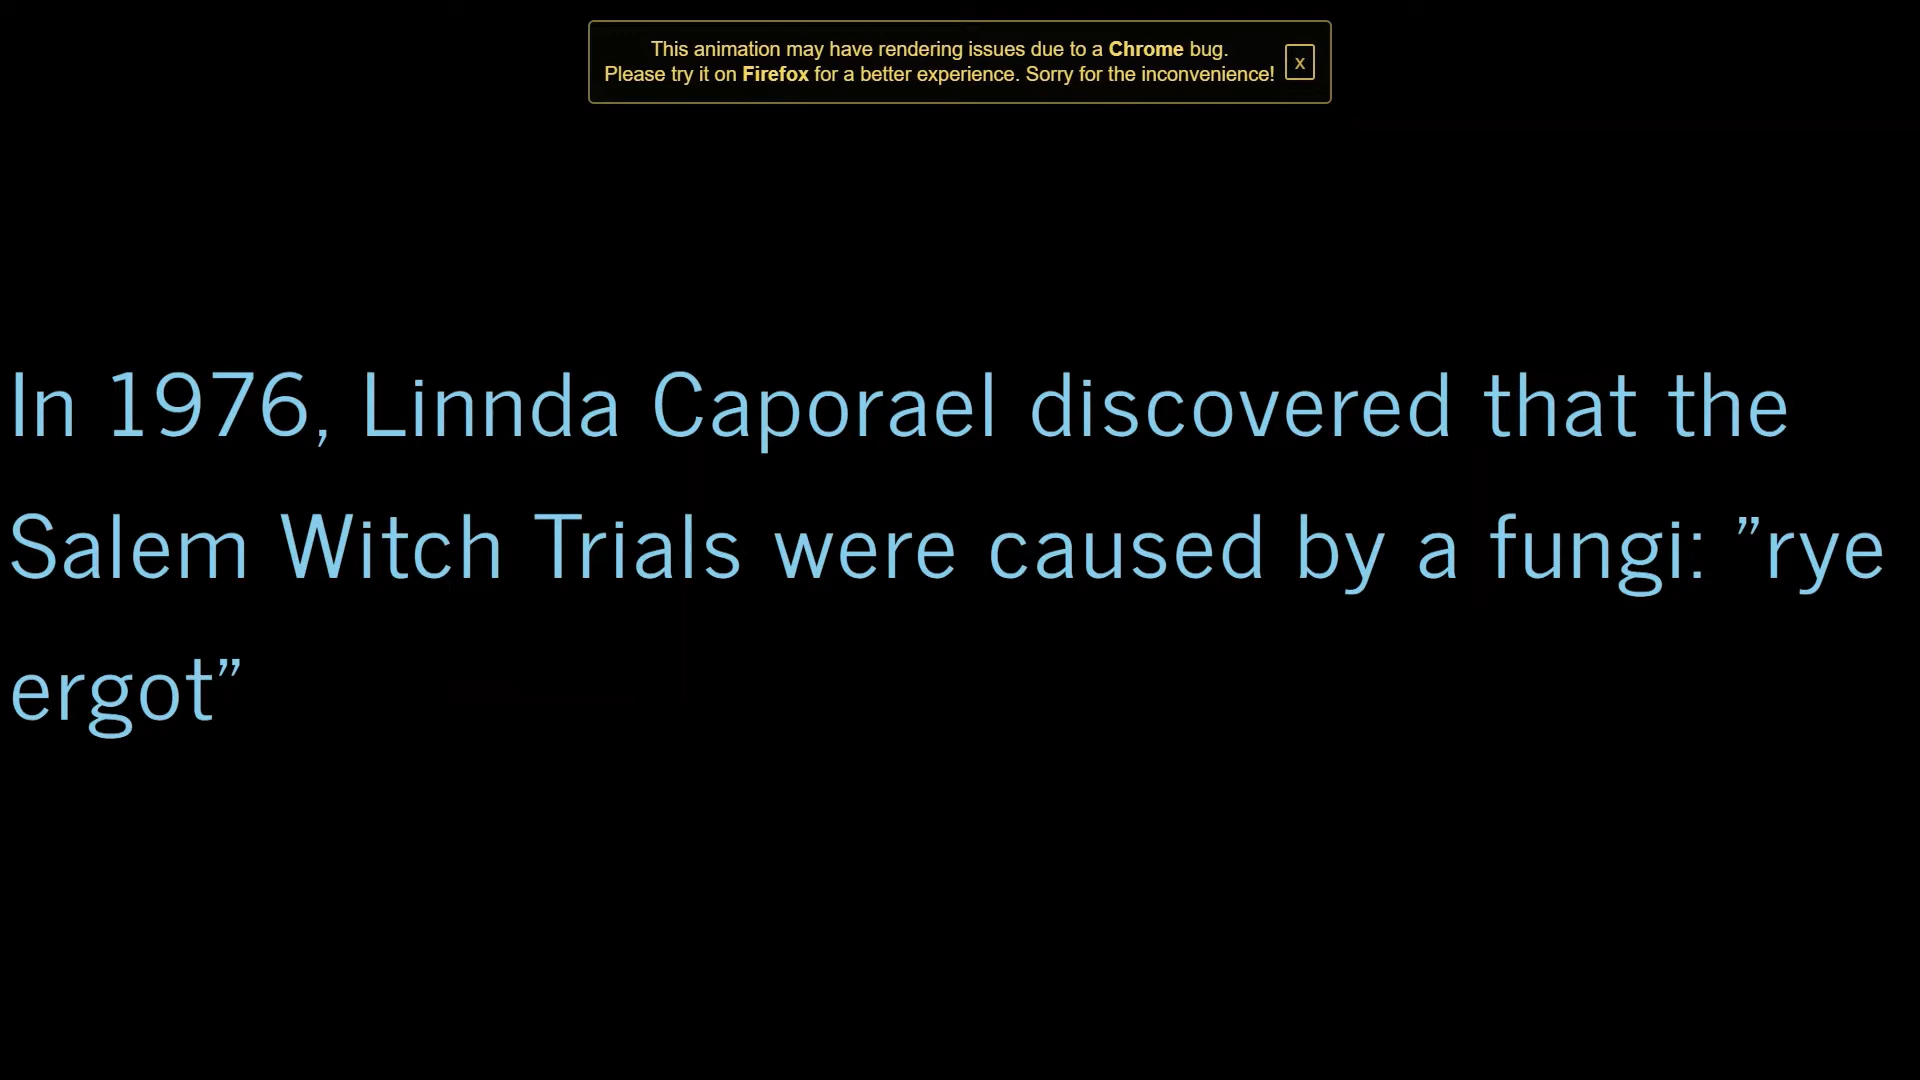 This animation may have rendering issues due to a Chrome bug.
Please try it on Firefox for a better experience. Sorry for the inconvenience!
x
In 1976, Linnda Caporael discovered that the
Salem Witch Trials were caused by a fungi: ”rye
ergot”